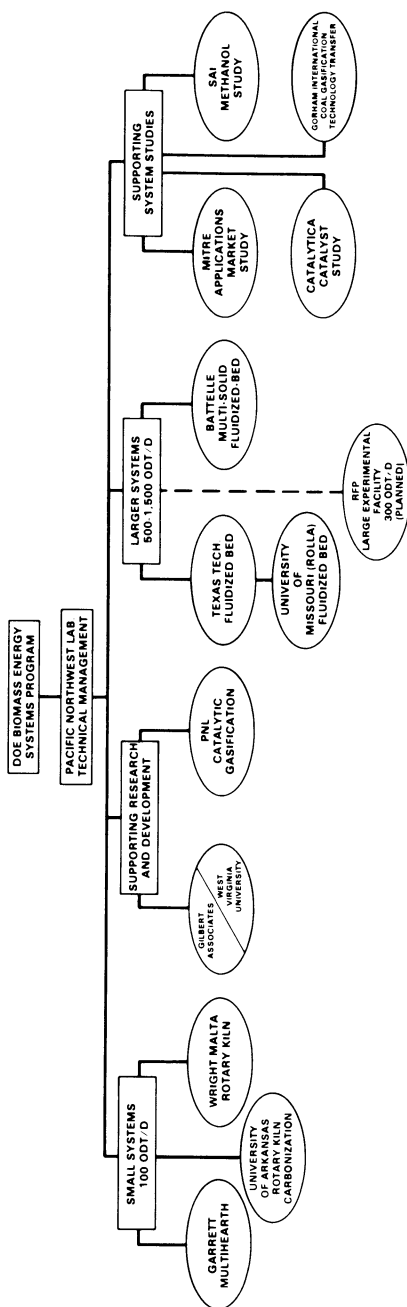 DOE BIOMASS ENERGY
SYSTEMS PROGRAM
PACIFIC NORTHWEST LAB
TECHNICAL MANAGEMENT
SMALL SYSTEMS
100 ODT/D
GARRETT
MULTIHEARTH
UNIVERSITY
OF ARKANSAS
ROTARY KILN
CARBONIZATION
WRIGHT MALTA
ROTARY KILN
SUPPORTING RESEARCH
AND DEVELOPMENT
GILBERT
ASSOCIATES
WEST
VIRGINIA
UNIVERSITY
PNL
CATALYTIC
GASIFICATION
LARGER SYSTEMS
500-1,500 ODT/D
TEXAS TECH
FLUIDIZED BED
UNIVERSITY
OF
MISSOURI (ROLLA)
FLUIDIZED BED
BATTELLE
MULTI-SOLID
FLUIDIZED-BED
RFP
LARGE EXPERIMENTAL
FACILITY
300 ODT/D
(PLANNED)
SUPPORTING
SYSTEM STUDIES
MITRE
APPLICATIONS
MARKET
STUDY
SAI
METHANOL
STUDY
CATALYTICA
CATALYST
STUDY
GORHAM INTERNATIONAL
COAL GASIFICATION
TECHNOLOGY TRANSFER